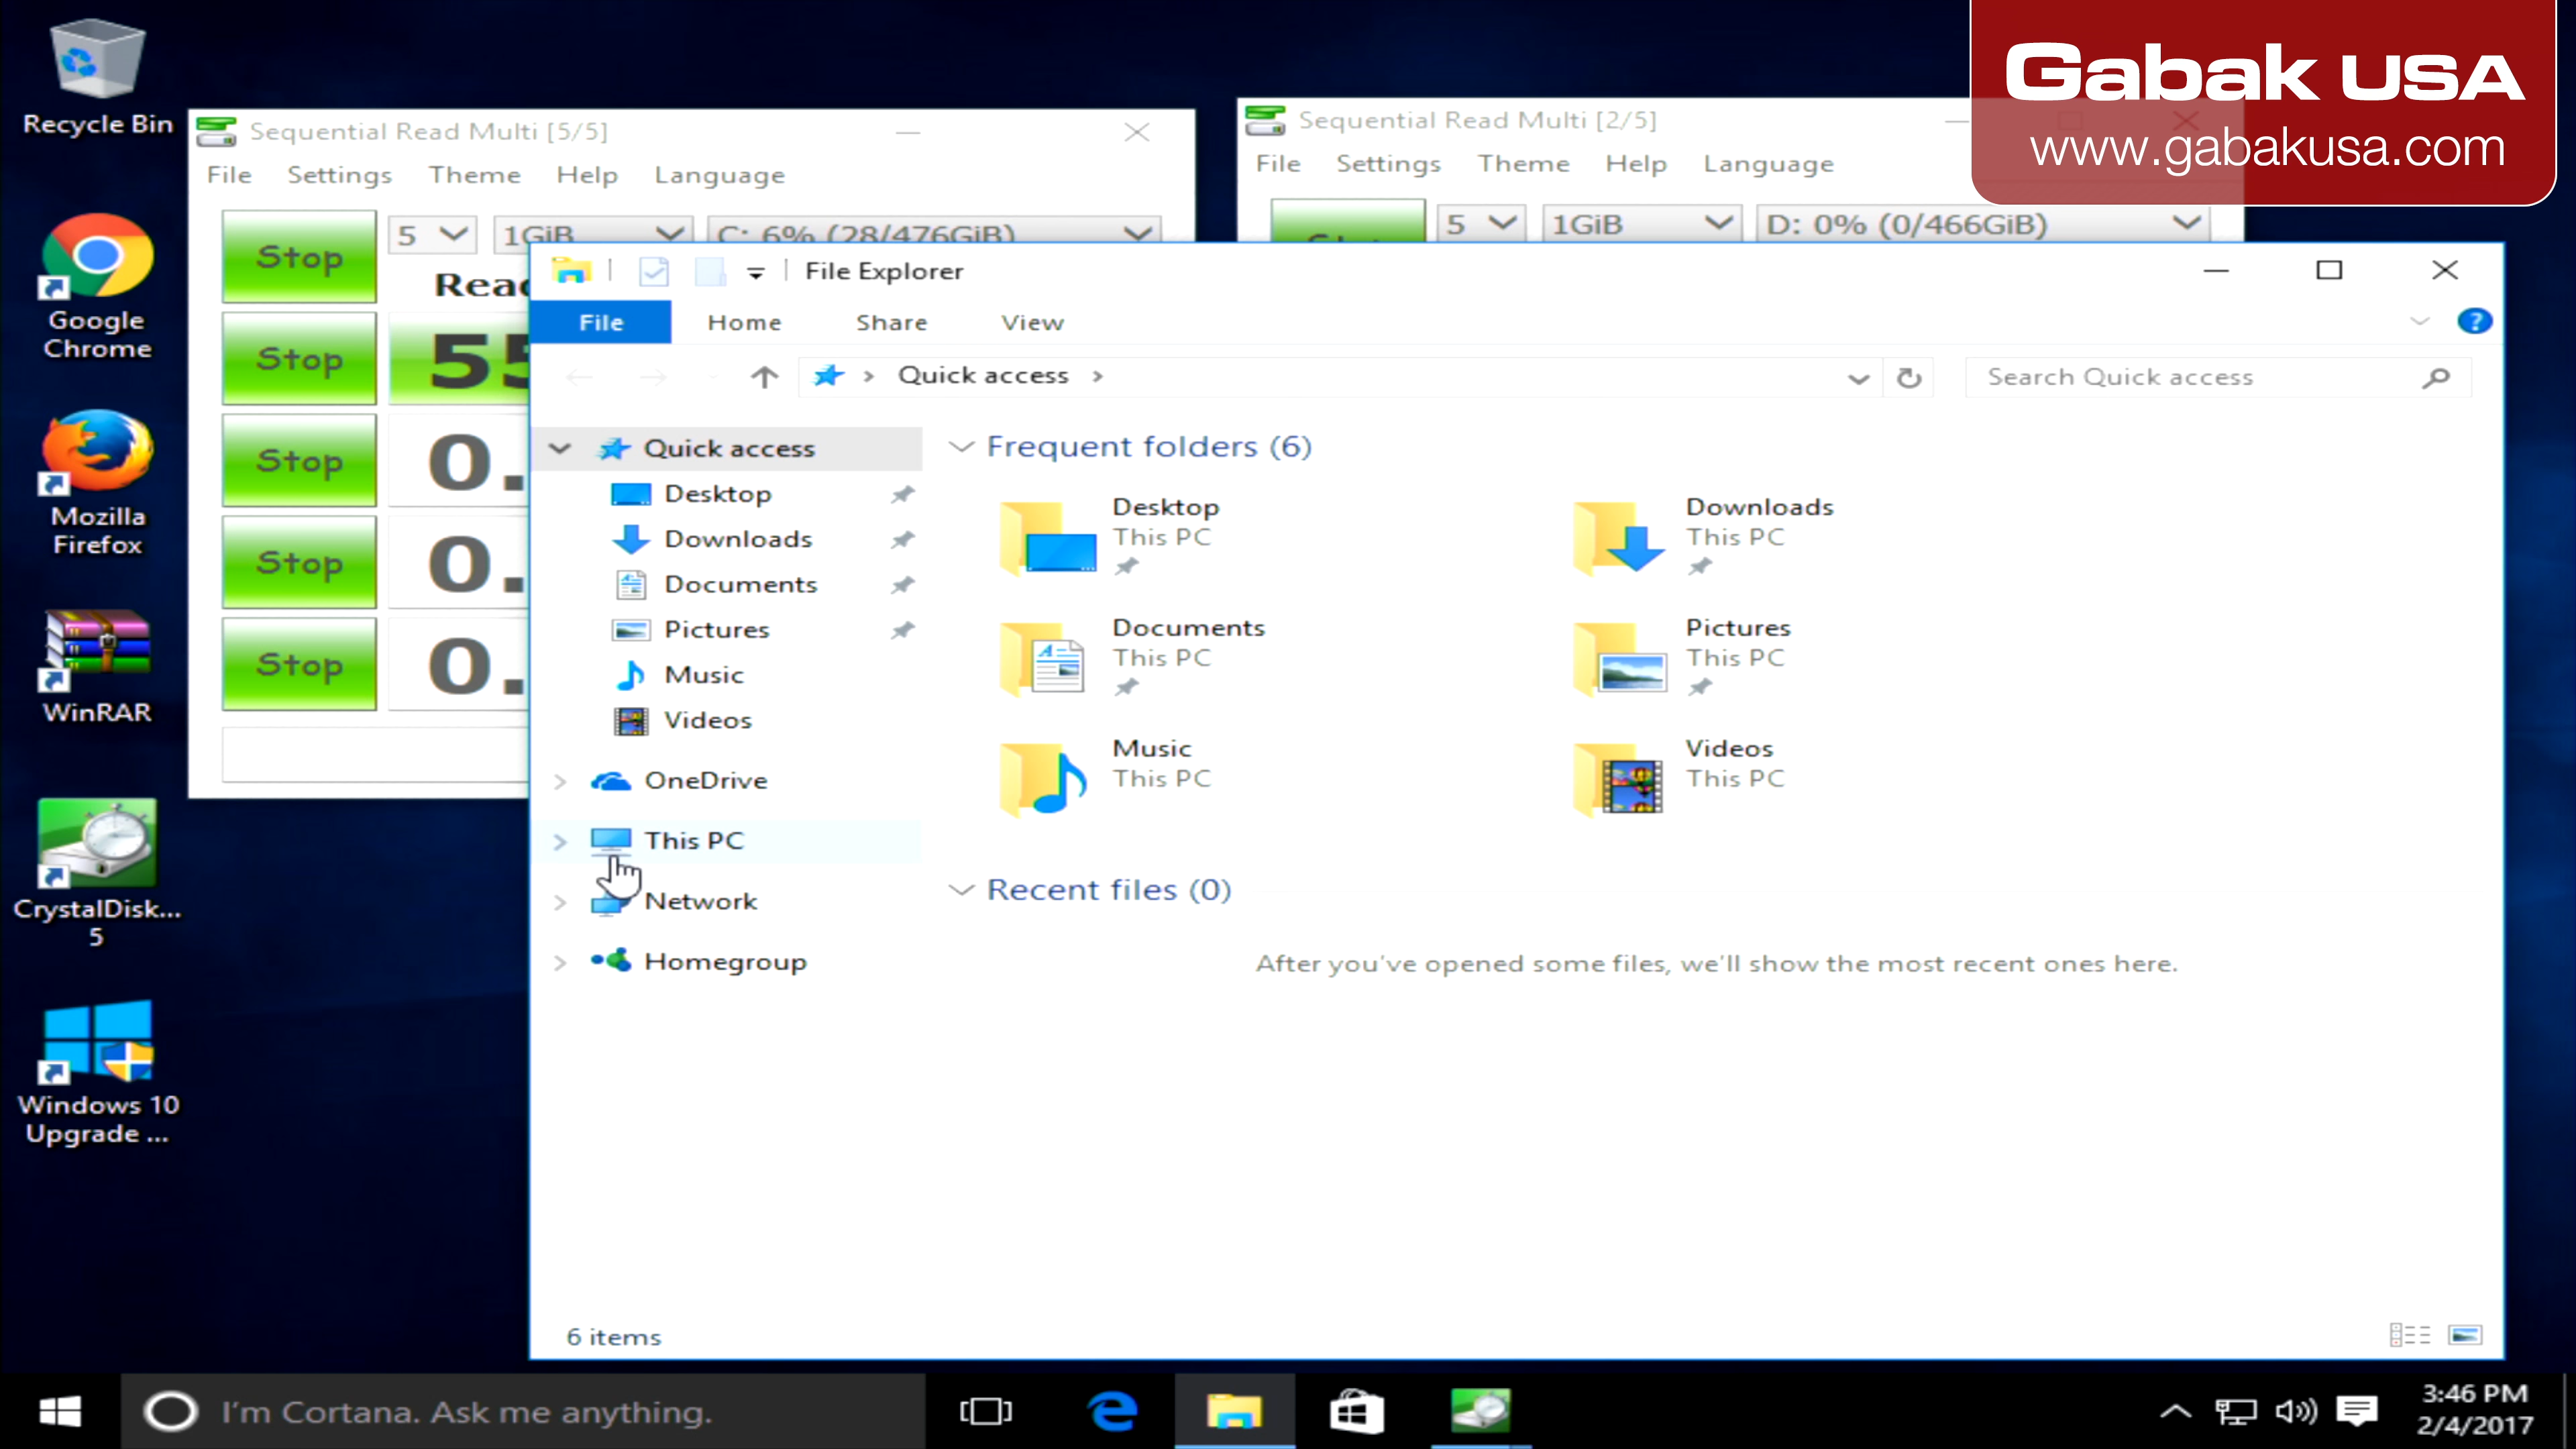 Recycle Bin
Google
Chrome
Mozilla
Firefox
WinRAR
CrystalDisk...
5
Windows 10
Upgrade ...
Sequential Read Multi [5/5]
File Settings Theme Help Language
Stop 5 1GiB C: 6% (28/476GiB)
Stop
Stop 0.
Stop 0.
Stop 0.
Sequential Read Multi [2/5]
File Settings Theme Help Language
5 1GiB D: 0% (0/466GiB)
Gabak USA
www.gabakusa.com
File Explorer
File Home Share View
Quick access
Search Quick access
Quick access
Desktop
Downloads
Documents
Pictures
Music
Videos
OneDrive
This PC
Network
Homegroup
Frequent folders (6)
Desktop
This PC
Downloads
This PC
Documents
This PC
Pictures
This PC
Music
This PC
Videos
This PC
Recent files (0)
After you've opened some files, we'll show the most recent ones here.
6 items
I'm Cortana. Ask me anything.
3:46 PM
2/4/2017